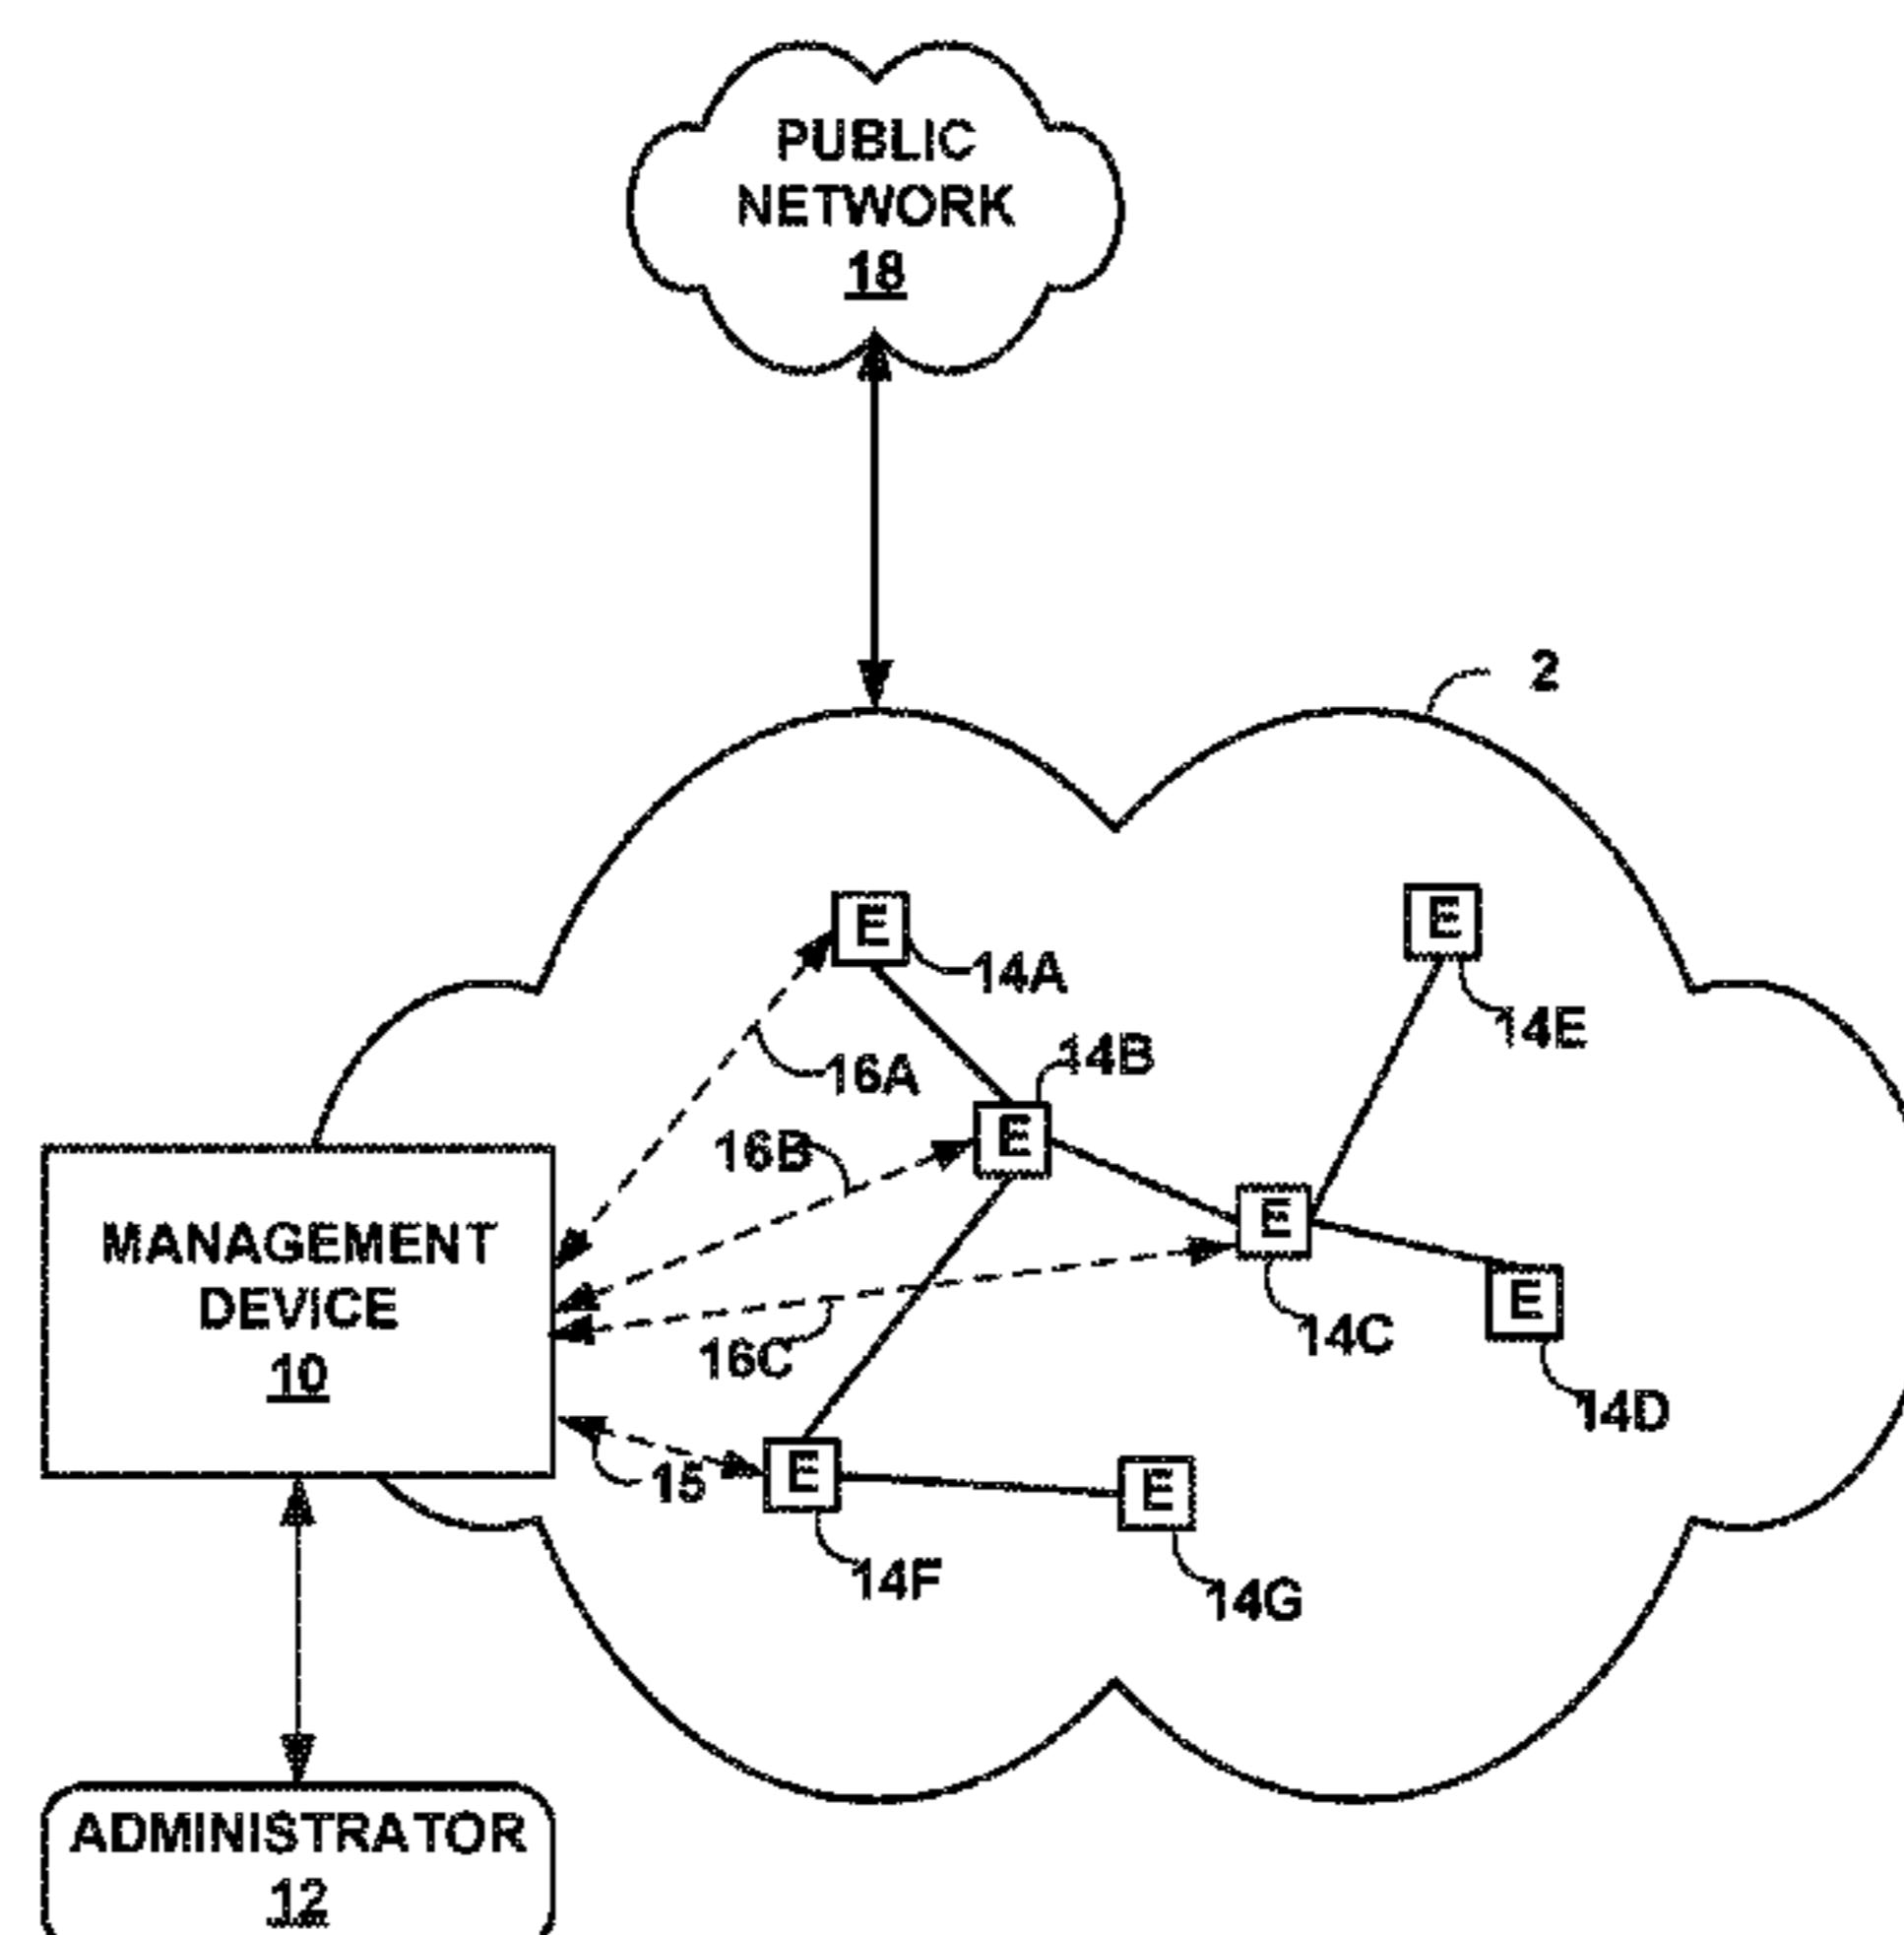 PUBLIC
NETWORK
18
2
E
14A
E
14E
16A
14B
E
16B
E
MANAGEMENT
DEVICE
10
E
14C
16C
14D
15
E
E
14F
14G
ADMINISTRATOR
12